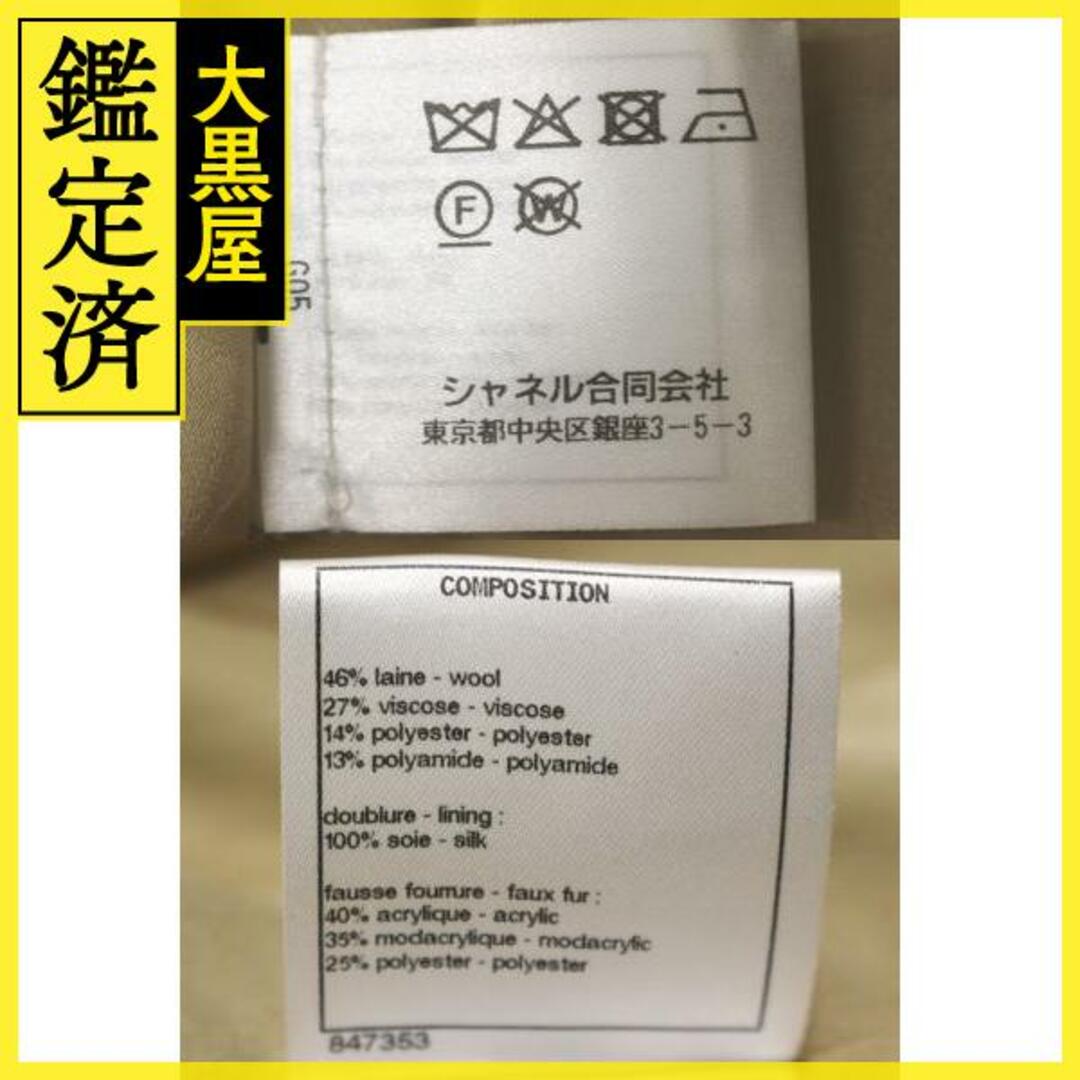 鑑定済
大黒屋
F
W
G05
シャネル合同会社
東京都中央区銀座3-5-3
COMPOSITION
46% laine - wool
27% viscose - viscose
14% polyester - polyester
13% polyamide - polyamide
doublure - lining :
100% soie - silk
fausse fourrure - faux fur :
40% acrylique - acrylic
35% modacrylique - modacrylic
25% polyester - polyester
847353